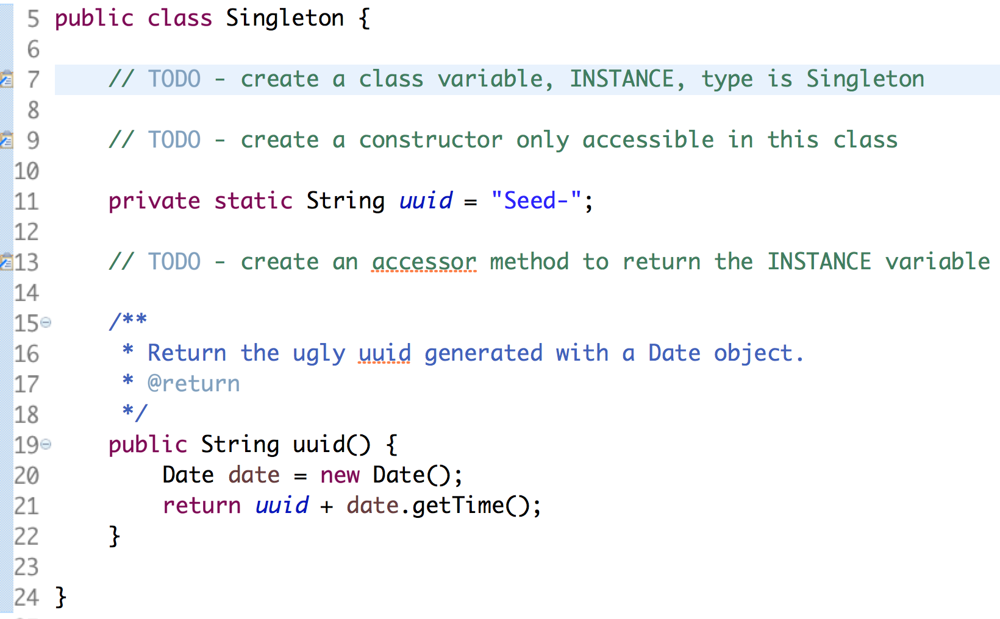 5 public class Singleton {
6
7 // TODO - create a class variable, INSTANCE, type is Singleton
8
9 // TODO - create a constructor only accessible in this class
10
11 private static String uuid = "Seed-";
12
13 // TODO - create an accessor method to return the INSTANCE variable
14
15 /**
16 * Return the ugly uuid generated with a Date object.
17 * @return
18 */
19 public String uuid() {
20 Date date = new Date();
21 return uuid + date.getTime();
22 }
23
24 }